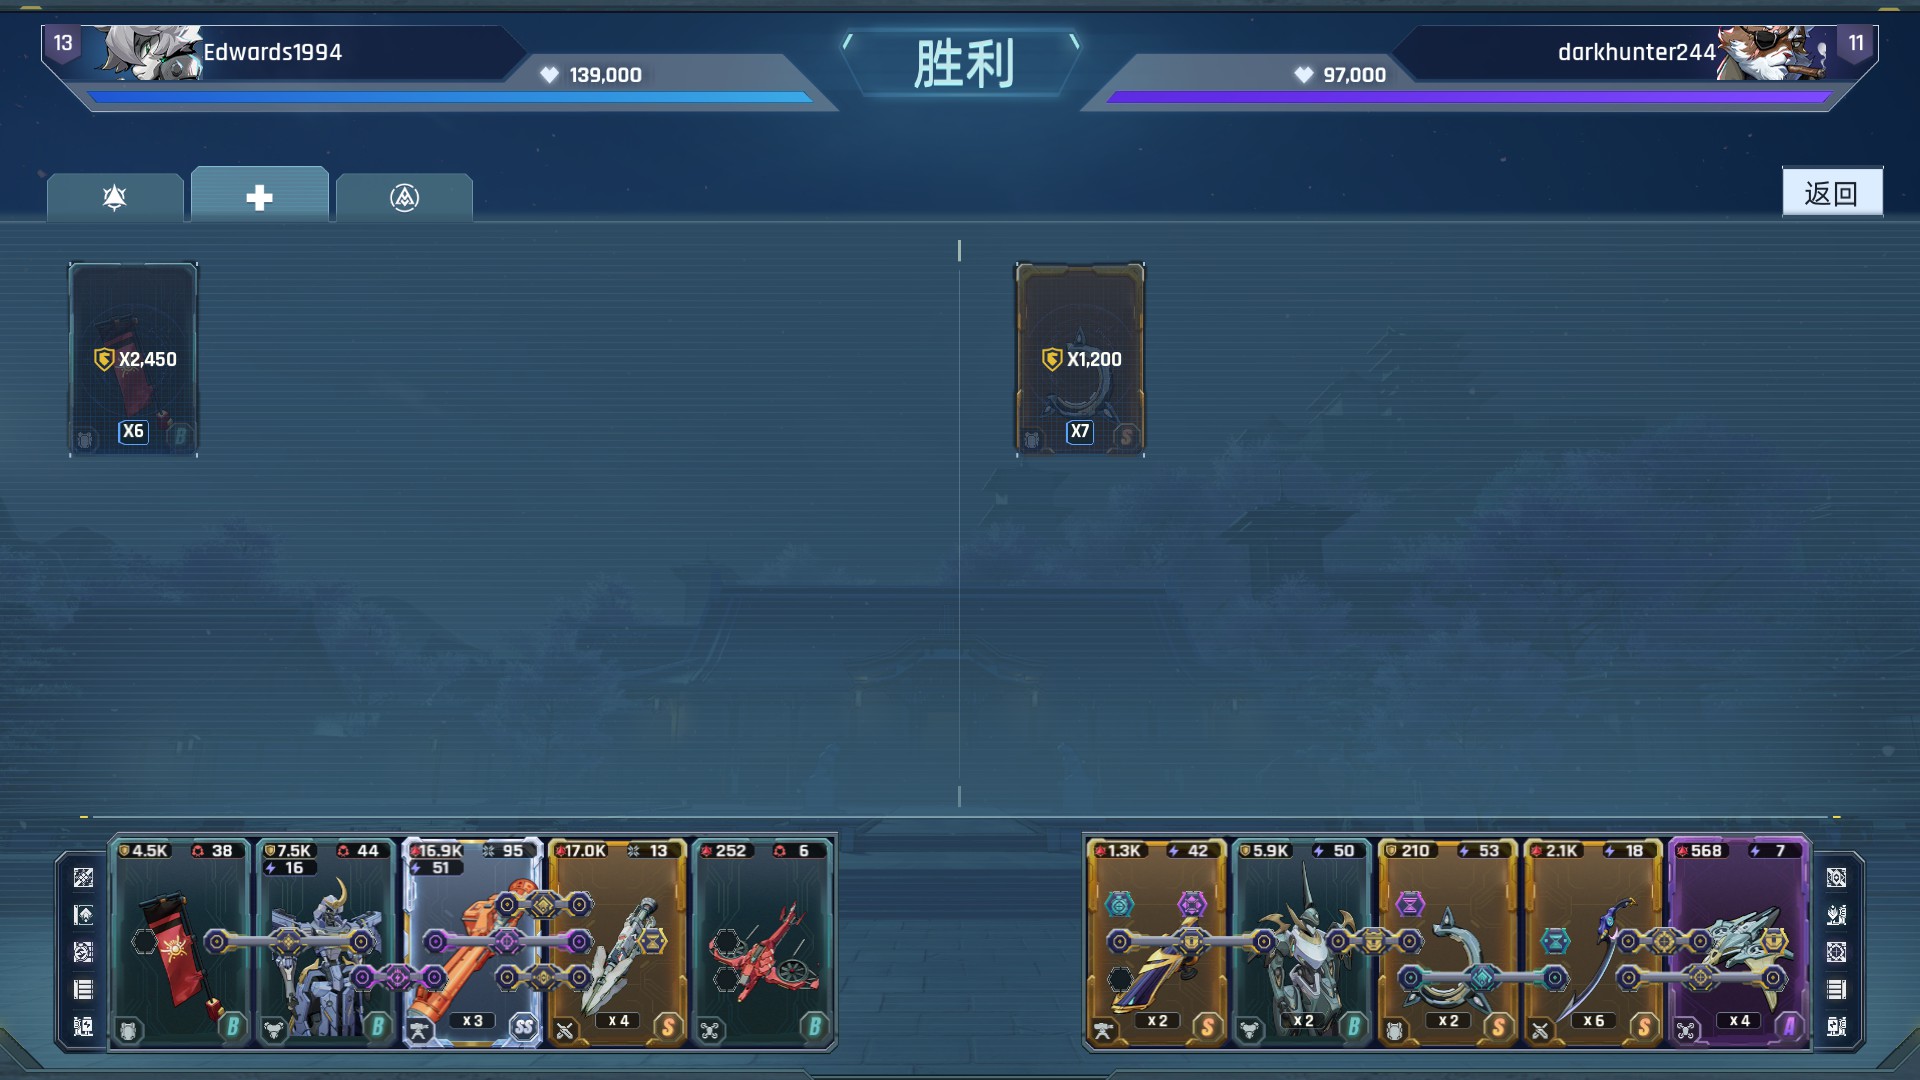 13
Edwards1994
139,000
胜利
97,000
darkhunter244
11
返回
X2,450
X6
B
X1,200
X7
S
4.5K 38
7.5K 44
16
16.9K 95
51
17.0K 13
252 6
1.3K 42
5.9K 50
210 53
2.1K 18
568 7
B
B
x3 SS
x4 S
B
x2 S
x2 B
x2 S
x6 S
x4 A